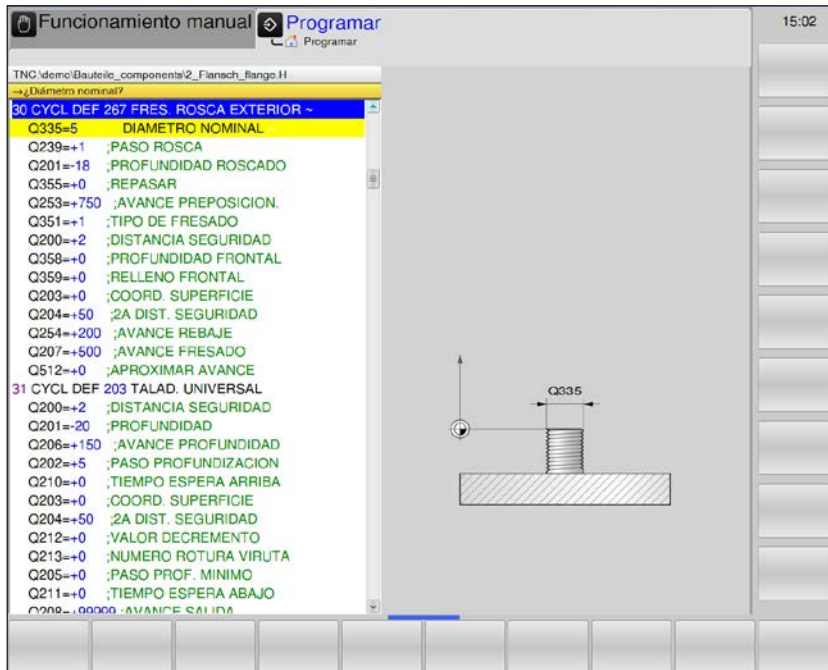 Funcionamiento manual
Programar
Programar
15:02
TNC:\demo\Bauteile_components\2_Flansch_flange.H
→¿Diámetro nominal?
30 CYCL DEF 267 FRES. ROSCA EXTERIOR ~
Q335=5 DIAMETRO NOMINAL
Q239=+1 ;PASO ROSCA
Q201=-18 ;PROFUNDIDAD ROSCADO
Q355=+0 ;REPASAR
Q253=+750 ;AVANCE PREPOSICION.
Q351=+1 ;TIPO DE FRESADO
Q200=+2 ;DISTANCIA SEGURIDAD
Q358=+0 ;PROFUNDIDAD FRONTAL
Q359=+0 ;RELLENO FRONTAL
Q203=+0 ;COORD. SUPERFICIE
Q204=+50 ;2A DIST. SEGURIDAD
Q254=+200 ;AVANCE REBAJE
Q207=+500 ;AVANCE FRESADO
Q512=+0 ;APROXIMAR AVANCE
31 CYCL DEF 203 TALAD. UNIVERSAL
Q200=+2 ;DISTANCIA SEGURIDAD
Q201=-20 ;PROFUNDIDAD
Q206=+150 ;AVANCE PROFUNDIDAD
Q202=+5 ;PASO PROFUNDIZACION
Q210=+0 ;TIEMPO ESPERA ARRIBA
Q203=+0 ;COORD. SUPERFICIE
Q204=+50 ;2A DIST. SEGURIDAD
Q212=+0 ;VALOR DECREMENTO
Q213=+0 ;NUMERO ROTURA VIRUTA
Q205=+0 ;PASO PROF. MINIMO
Q211=+0 ;TIEMPO ESPERA ABAJO
Q208=+99999 ;AVANCE SALIDA
Q335